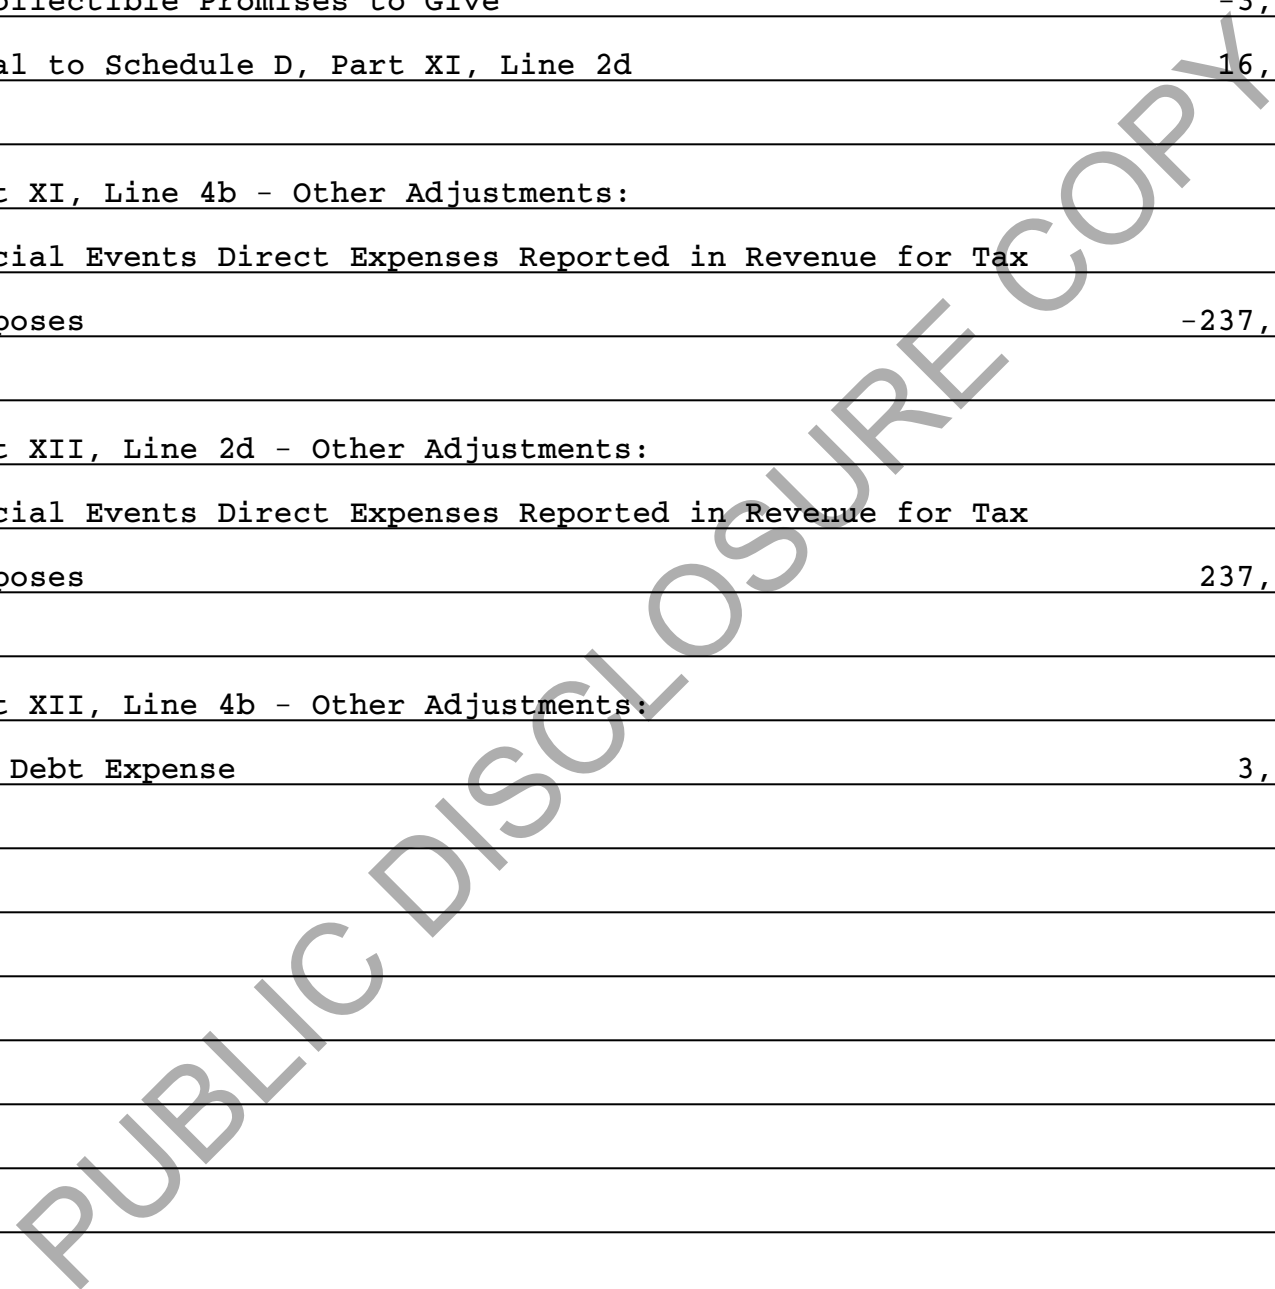 ollectible Promises to Give -3,
al to Schedule D, Part XI, Line 2d 16,
t XI, Line 4b - Other Adjustments:
cial Events Direct Expenses Reported in Revenue for Tax
poses -237,
t XII, Line 2d - Other Adjustments:
cial Events Direct Expenses Reported in Revenue for Tax
poses 237,
t XII, Line 4b - Other Adjustments:
Debt Expense 3,
PUBLIC DISCLOSURE COPY